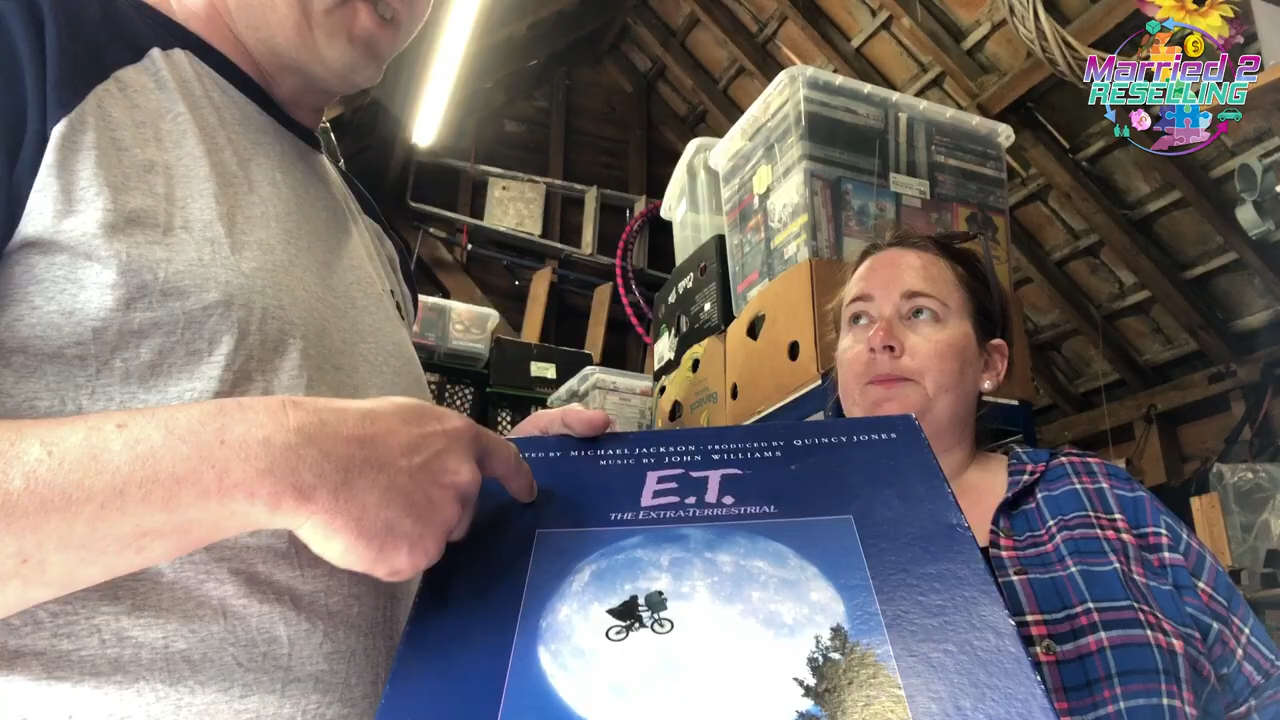 Married 2
RESELLING
MICHAEL JACKSON · PRODUCED BY QUINCY JONES
MUSIC BY JOHN WILLIAMS
E.T.
THE EXTRA-TERRESTRIAL